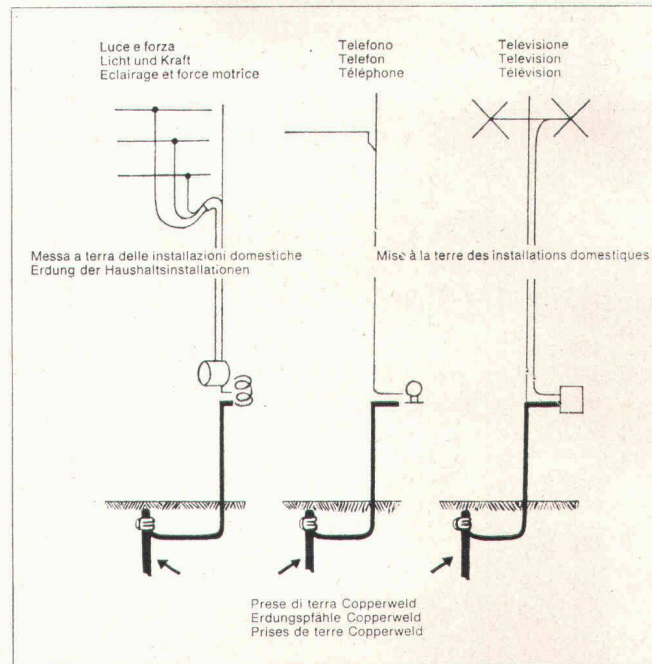 Luce e forza
Licht und Kraft
Eclairage et force motrice
Telefono
Telefon
Téléphone
Televisione
Television
Télévision
Messa a terra delle installazioni domestiche
Erdung der Haushaltsinstallationen
Mise à la terre des installations domestiques
Prese di terra Copperweld
Erdungspfähle Copperweld
Prises de terre Copperweld